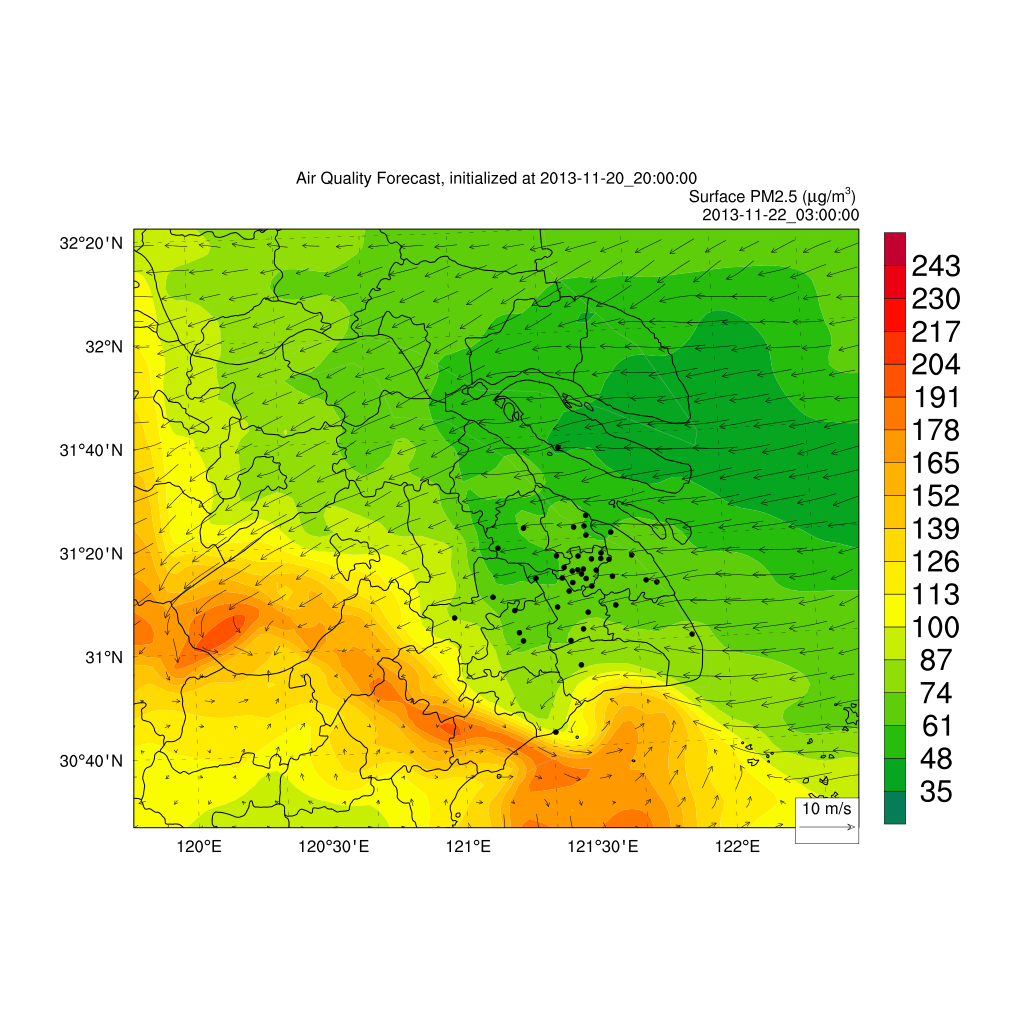 Air Quality Forecast, initialized at 2013-11-20_20:00:00
Surface PM2.5 (μg/m³)
2013-11-22_03:00:00
32°20'N
32°N
31°40'N
31°20'N
31°N
30°40'N
120°E
120°30'E
121°E
121°30'E
122°E
10 m/s
243
230
217
204
191
178
165
152
139
126
113
100
87
74
61
48
35